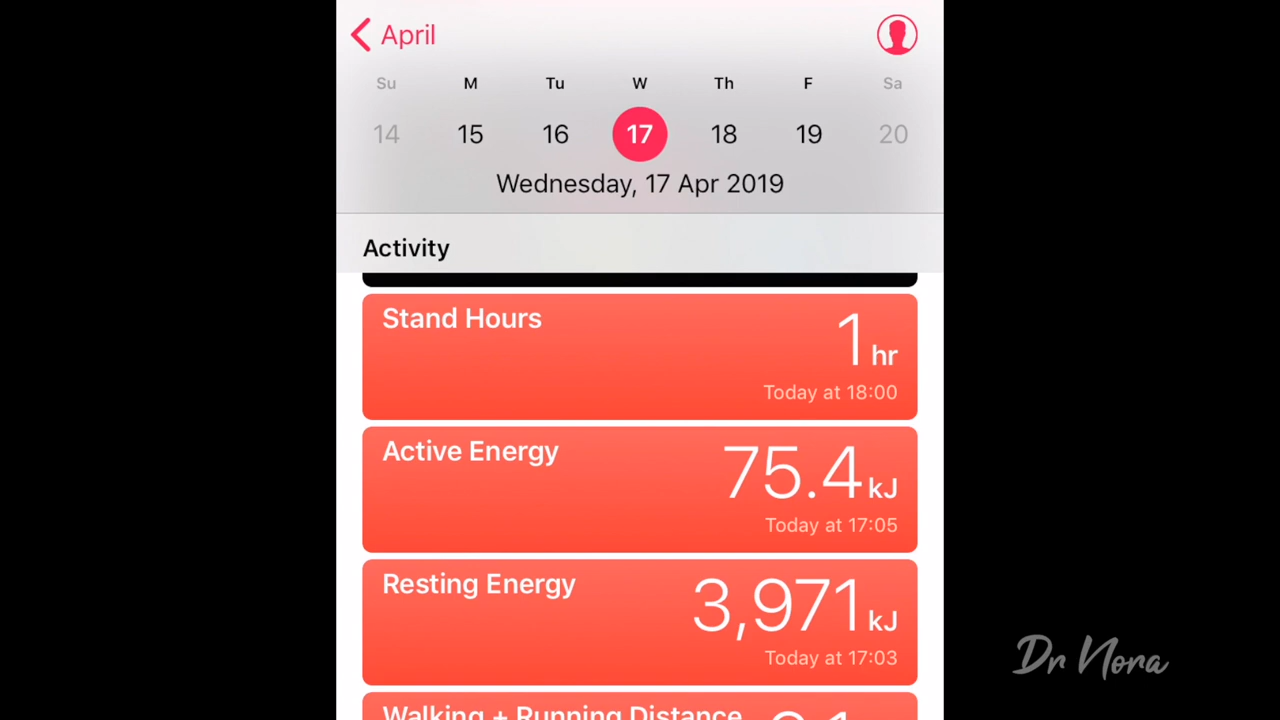 April
Su M Tu W Th F Sa
14 15 16 17 18 19 20
Wednesday, 17 Apr 2019
Activity
Stand Hours
1 hr
Today at 18:00
Active Energy
75.4 kJ
Today at 17:05
Resting Energy
3,971 kJ
Today at 17:03
Walking + Running Distance
Dr Nora